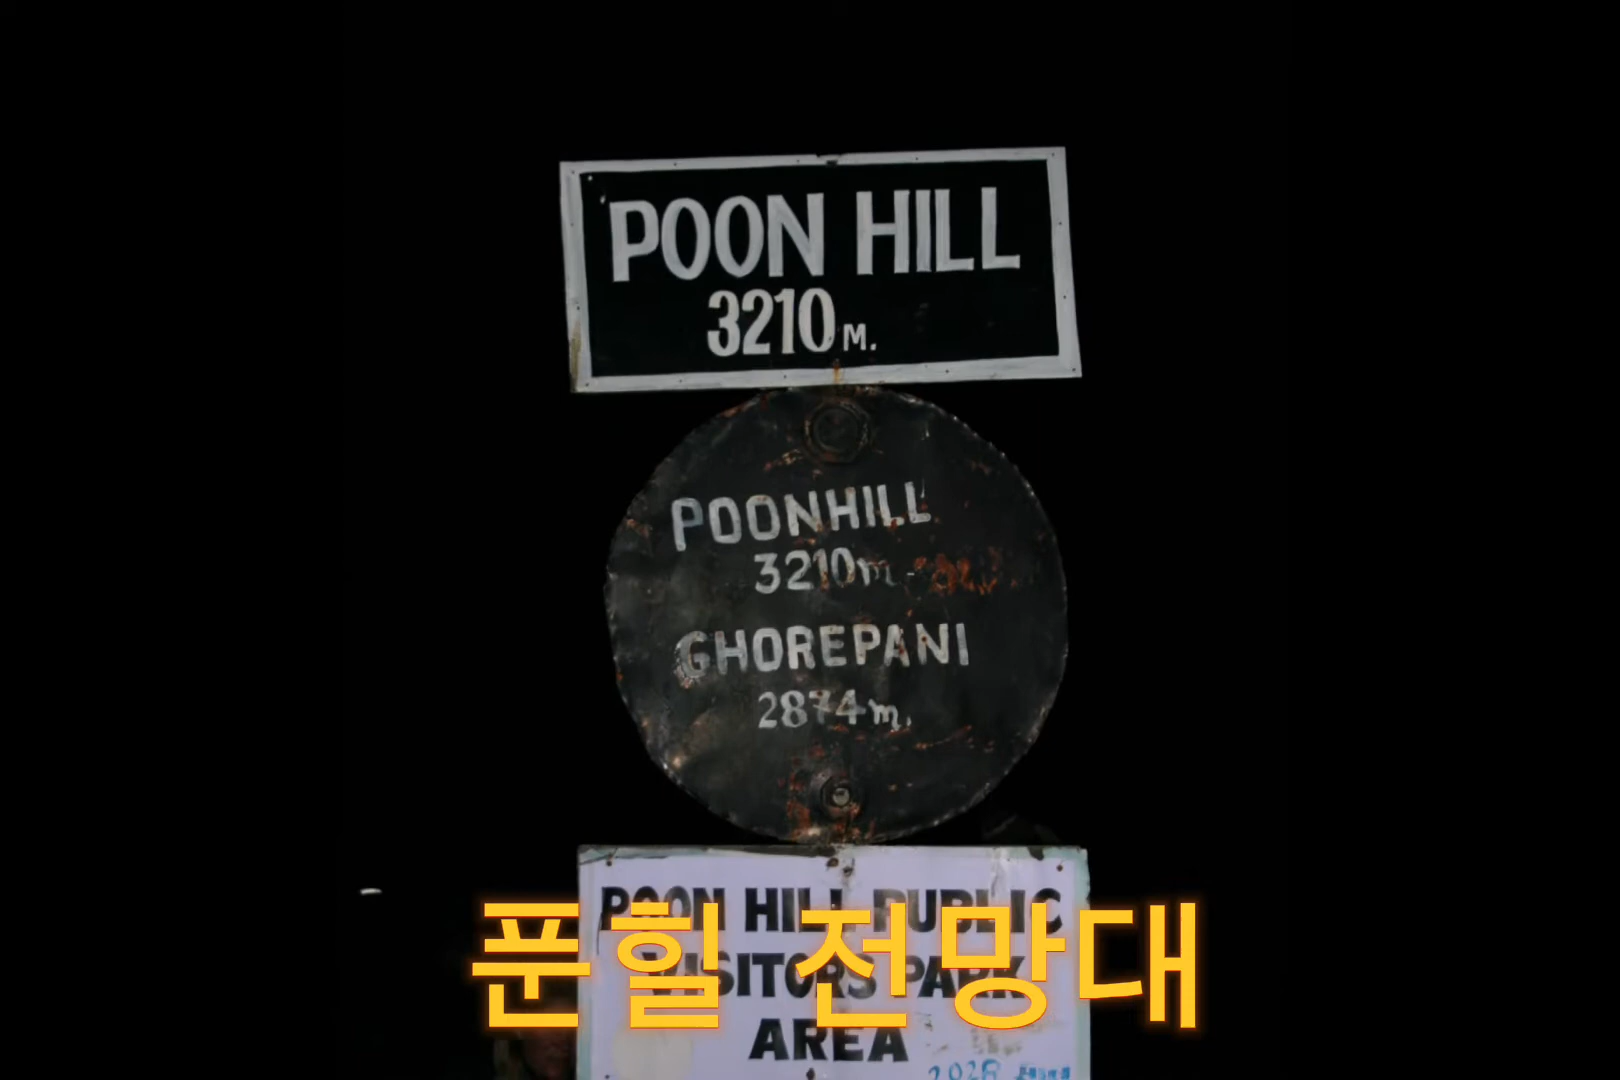 POON HILL
3210 M.
POONHILL
3210m
GHOREPANI
2874m.
POON HILL PUBLIC
VISITORS PARK
AREA
푼힐 전망대